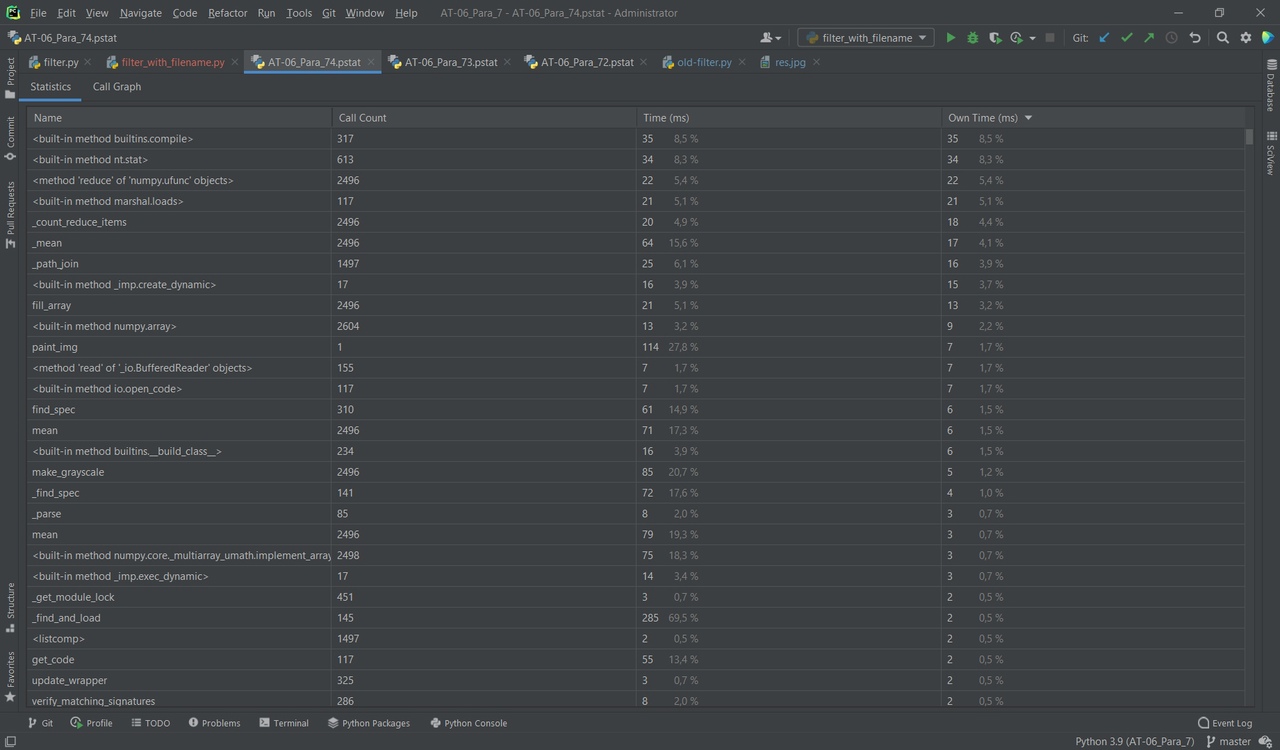 File Edit View Navigate Code Refactor Run Tools Git Window Help AT-06_Para_7 - AT-06_Para_74.pstat - Administrator
AT-06_Para_74.pstat filter_with_filename Git:
filter.py filter_with_filename.py AT-06_Para_74.pstat AT-06_Para_73.pstat AT-06_Para_72.pstat old-filter.py res.jpg
Statistics Call Graph
Name Call Count Time (ms) Own Time (ms)
<built-in method builtins.compile> 317 35 8,5 % 35 8,5 %
<built-in method nt.stat> 613 34 8,3 % 34 8,3 %
<method 'reduce' of 'numpy.ufunc' objects> 2496 22 5,4 % 22 5,4 %
<built-in method marshal.loads> 117 21 5,1 % 21 5,1 %
_count_reduce_items 2496 20 4,9 % 18 4,4 %
_mean 2496 64 15,6 % 17 4,1 %
_path_join 1497 25 6,1 % 16 3,9 %
<built-in method _imp.create_dynamic> 17 16 3,9 % 15 3,7 %
fill_array 2496 21 5,1 % 13 3,2 %
<built-in method numpy.array> 2604 13 3,2 % 9 2,2 %
paint_img 1 114 27,8 % 7 1,7 %
<method 'read' of '_io.BufferedReader' objects> 155 7 1,7 % 7 1,7 %
<built-in method io.open_code> 117 7 1,7 % 7 1,7 %
find_spec 310 61 14,9 % 6 1,5 %
mean 2496 71 17,3 % 6 1,5 %
<built-in method builtins.__build_class__> 234 16 3,9 % 6 1,5 %
make_grayscale 2496 85 20,7 % 5 1,2 %
_find_spec 141 72 17,6 % 4 1,0 %
_parse 85 8 2,0 % 3 0,7 %
mean 2496 79 19,3 % 3 0,7 %
<built-in method numpy.core._multiarray_umath.implement_array 2498 75 18,3 % 3 0,7 %
<built-in method _imp.exec_dynamic> 17 14 3,4 % 3 0,7 %
_get_module_lock 451 3 0,7 % 2 0,5 %
_find_and_load 145 285 69,5 % 2 0,5 %
<listcomp> 1497 2 0,5 % 2 0,5 %
get_code 117 55 13,4 % 2 0,5 %
update_wrapper 325 3 0,7 % 2 0,5 %
verify_matching_signatures 286 8 2,0 % 2 0,5 %
Project
Commit
Pull Requests
Structure
Favorites
Database
SciView
Git Profile TODO Problems Terminal Python Packages Python Console Event Log
Python 3.9 (AT-06_Para_7) master